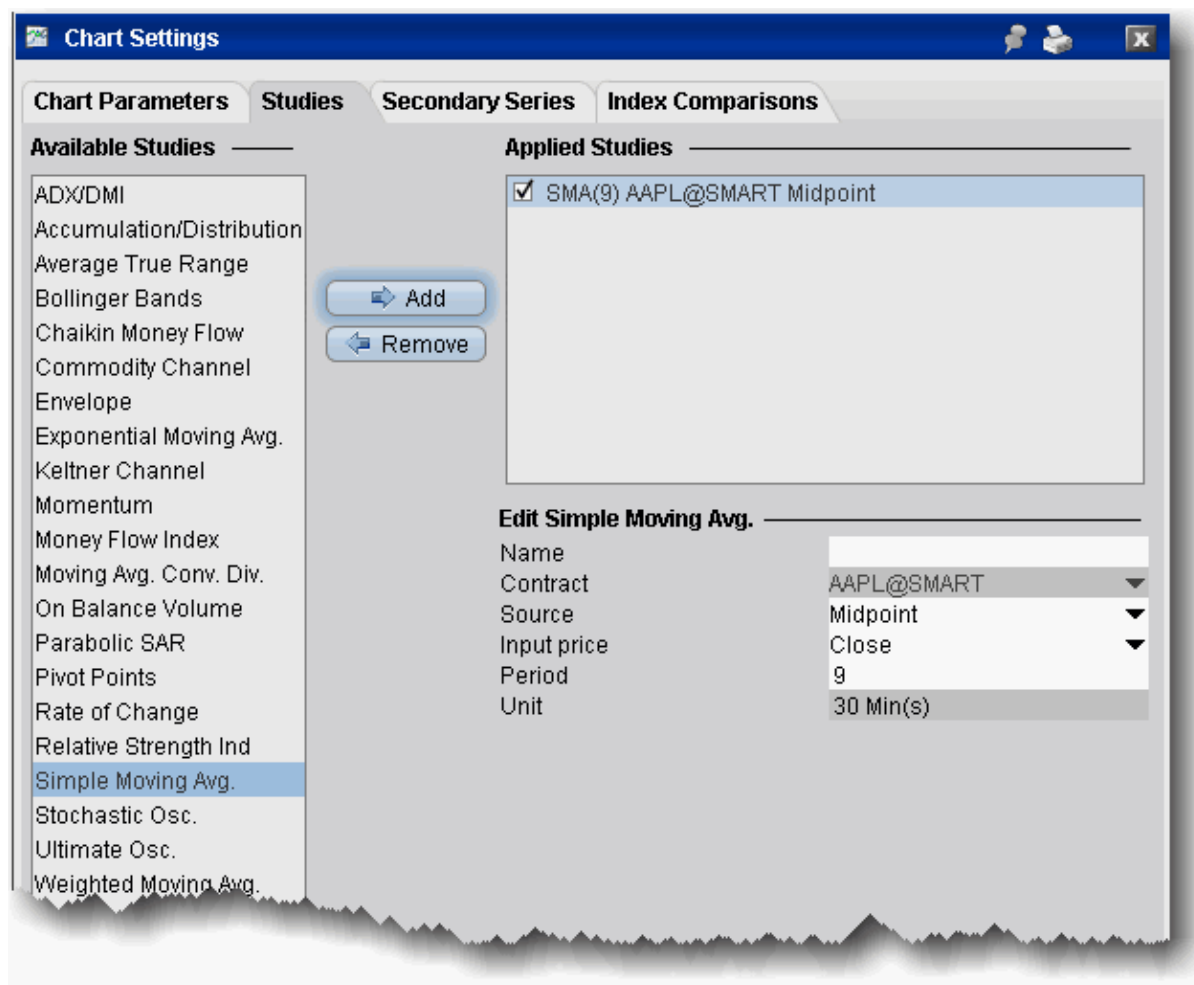 Chart Settings
Chart Parameters
Studies
Secondary Series
Index Comparisons
Available Studies
ADX/DMI
Accumulation/Distribution
Average True Range
Bollinger Bands
Chaikin Money Flow
Commodity Channel
Envelope
Exponential Moving Avg.
Keltner Channel
Momentum
Money Flow Index
Moving Avg. Conv. Div.
On Balance Volume
Parabolic SAR
Pivot Points
Rate of Change
Relative Strength Ind
Simple Moving Avg.
Stochastic Osc.
Ultimate Osc.
Weighted Moving Avg.
Add
Remove
Applied Studies
SMA(9) AAPL@SMART Midpoint
Edit Simple Moving Avg.
Name
Contract AAPL@SMART
Source Midpoint
Input price Close
Period 9
Unit 30 Min(s)